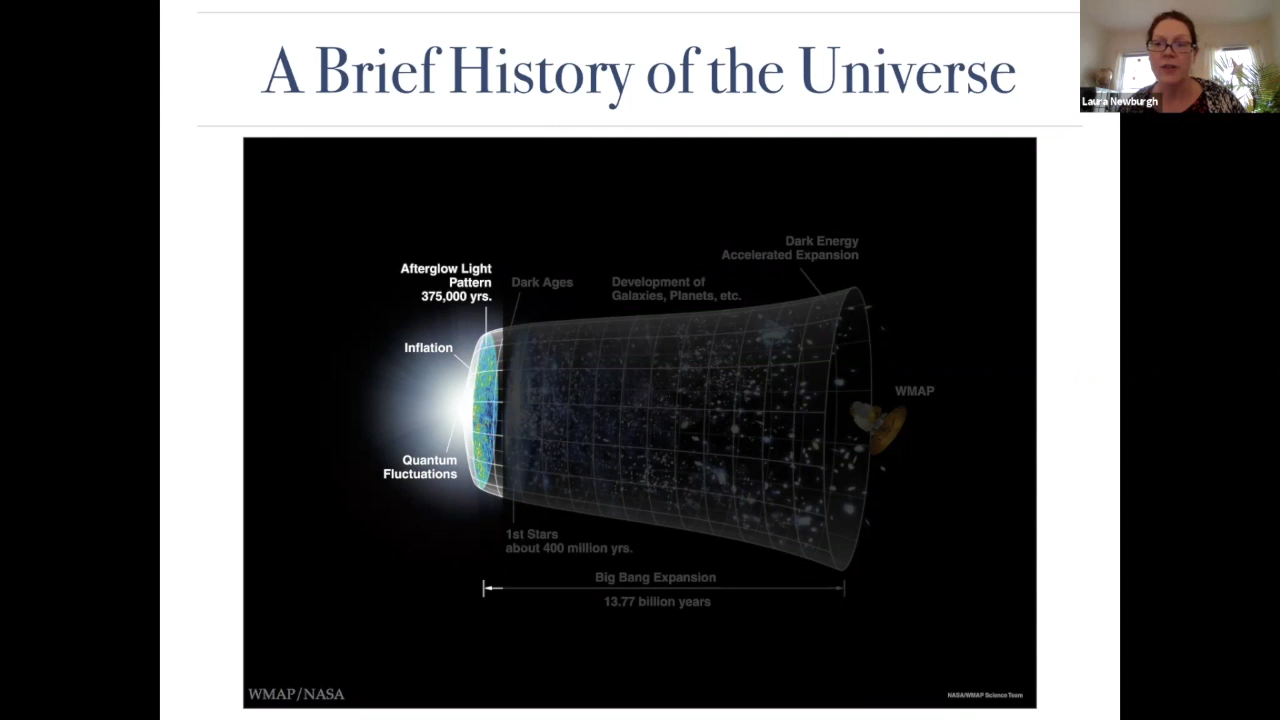 A Brief History of the Universe
Laura Newburgh
Dark Energy
Accelerated Expansion
Afterglow Light
Pattern
375,000 yrs.
Dark Ages
Development of
Galaxies, Planets, etc.
Inflation
WMAP
Quantum
Fluctuations
1st Stars
about 400 million yrs.
Big Bang Expansion
13.77 billion years
WMAP/NASA
NASA/WMAP Science Team